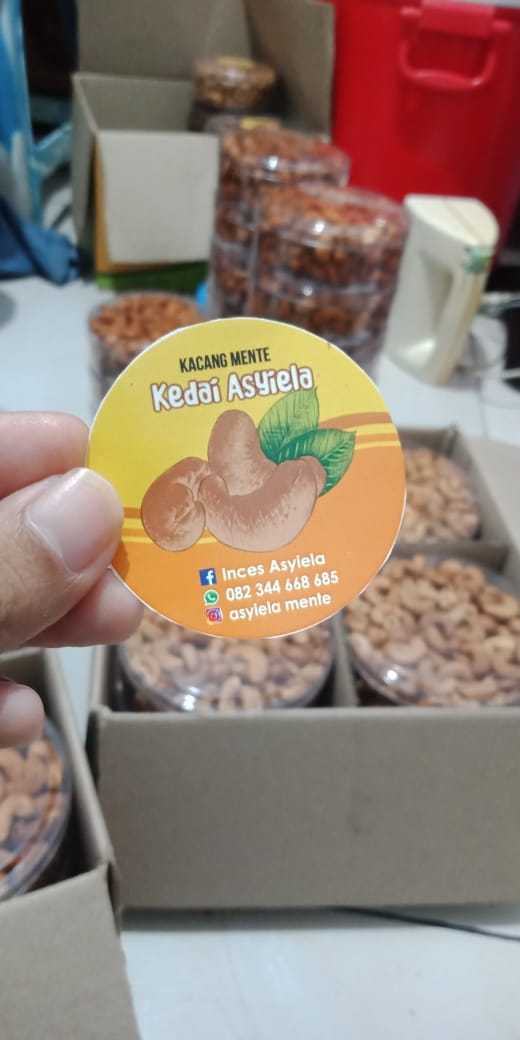 KACANG MENTE
Kedai Asyiela
Inces Asyiela
082 344 668 685
asyiela mente